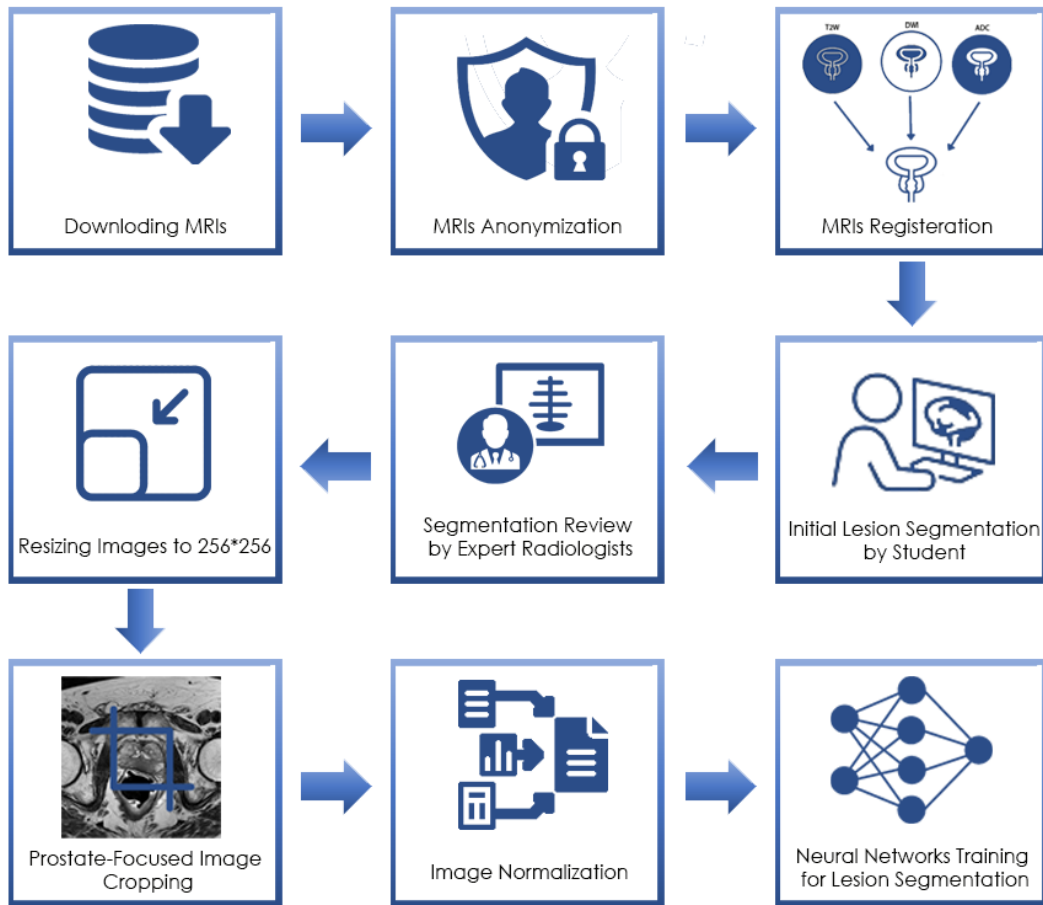 Downloding MRIs
MRIs Anonymization
T2W
DWI
ADC
MRIs Registeration
Initial Lesion Segmentation
by Student
Segmentation Review
by Expert Radiologists
Resizing Images to 256*256
Prostate-Focused Image
Cropping
Image Normalization
Neural Networks Training
for Lesion Segmentation